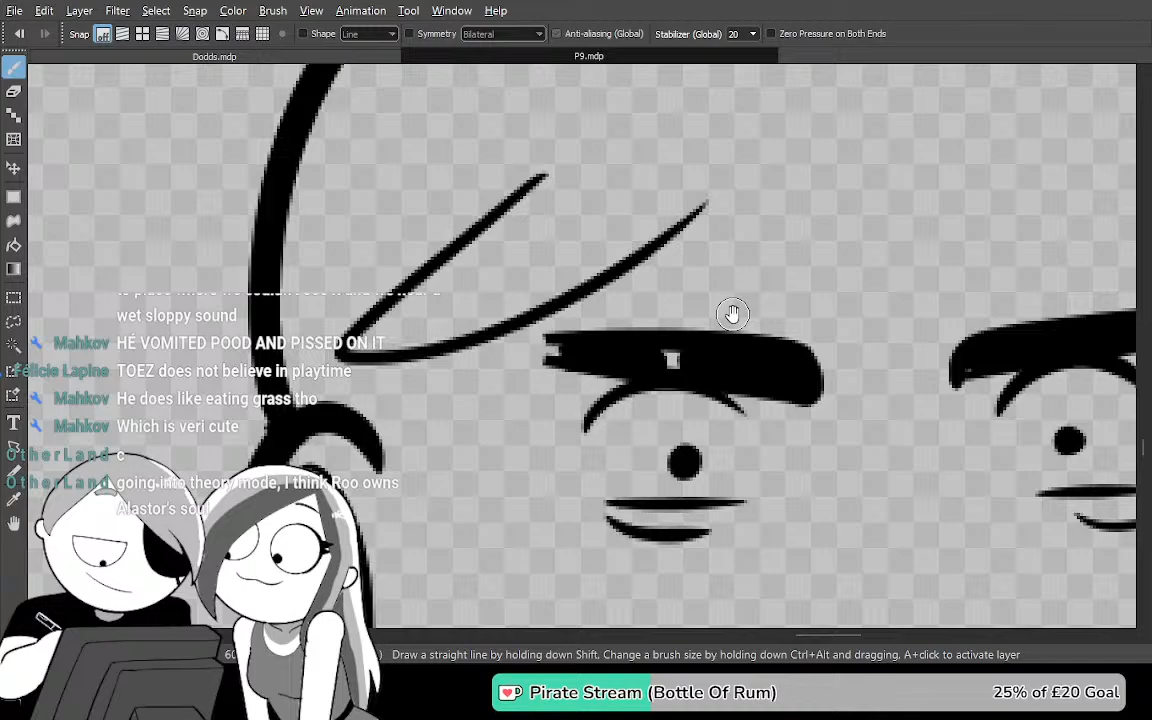 File Edit Layer Filter Select Snap Color Brush View Animation Tool Window Help
Snap off Shape Line Symmetry Bilateral Anti-aliasing (Global) Stabilizer (Global) 20 Zero Pressure on Both Ends
Dodds.mdp P9.mdp
wet sloppy sound
Mahkov HÉ VOMITED POOD AND PISSED ON IT
Félicie Lapine TOEZ does not believe in playtime
Mahkov He does like eating grass tho
Mahkov Which is veri cute
OtherLand c
OtherLand going into theory mode, I think Roo owns
Alastor's soul
Draw a straight line by holding down Shift, Change a brush size by holding down Ctrl+Alt and dragging, A+click to activate layer
Pirate Stream (Bottle Of Rum) 25% of £20 Goal